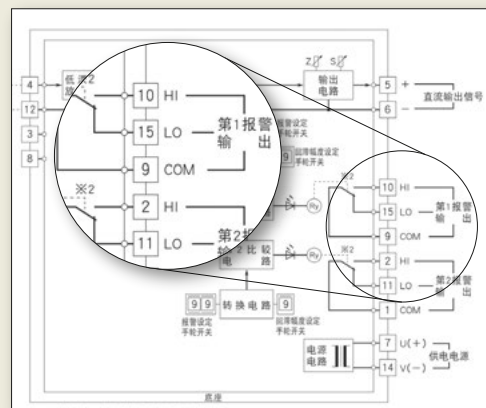 4
12
3
8
低
路
2
※2
10 HI
15 LO
9 COM
2 HI
11 LO
第1报警
输 出
第2报
Z
S
输出
电路
5 +
6 -
直流输出信号
报警设定
手轮开关
9
回滞幅度设定
手轮开关
Ry
※2
10 HI
15 LO
9 COM
第1报警
输 出
2比较
电 路
Ry
※2
2 HI
11 LO
1 COM
第2报警
输 出
9 9
转换电路
9
报警设定
手轮开关
回滞幅度设定
手轮开关
电源
电路
7 U(+)
14 V(-)
供电电源
底座